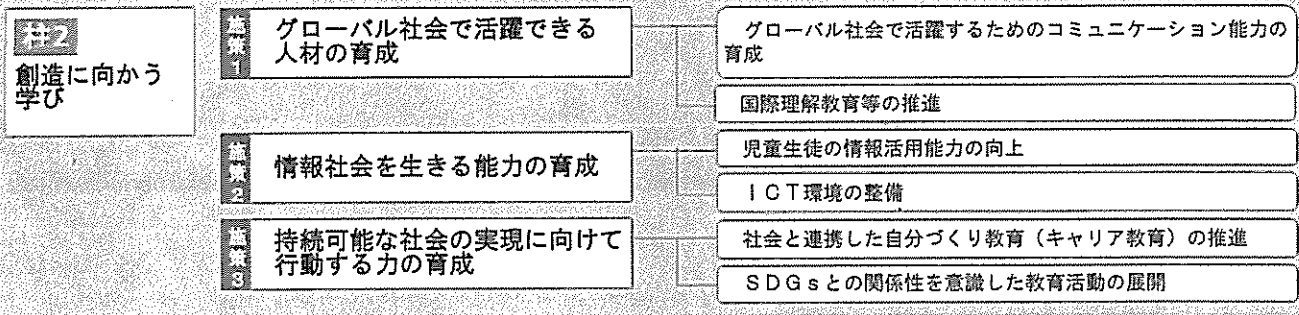 柱2
創造に向かう
学び
施策1
グローバル社会で活躍できる
人材の育成
グローバル社会で活躍するためのコミュニケーション能力の
育成
国際理解教育等の推進
施策2
情報社会を生きる能力の育成
児童生徒の情報活用能力の向上
ICT環境の整備
施策3
持続可能な社会の実現に向けて
行動する力の育成
社会と連携した自分づくり教育（キャリア教育）の推進
SDGsとの関係性を意識した教育活動の展開